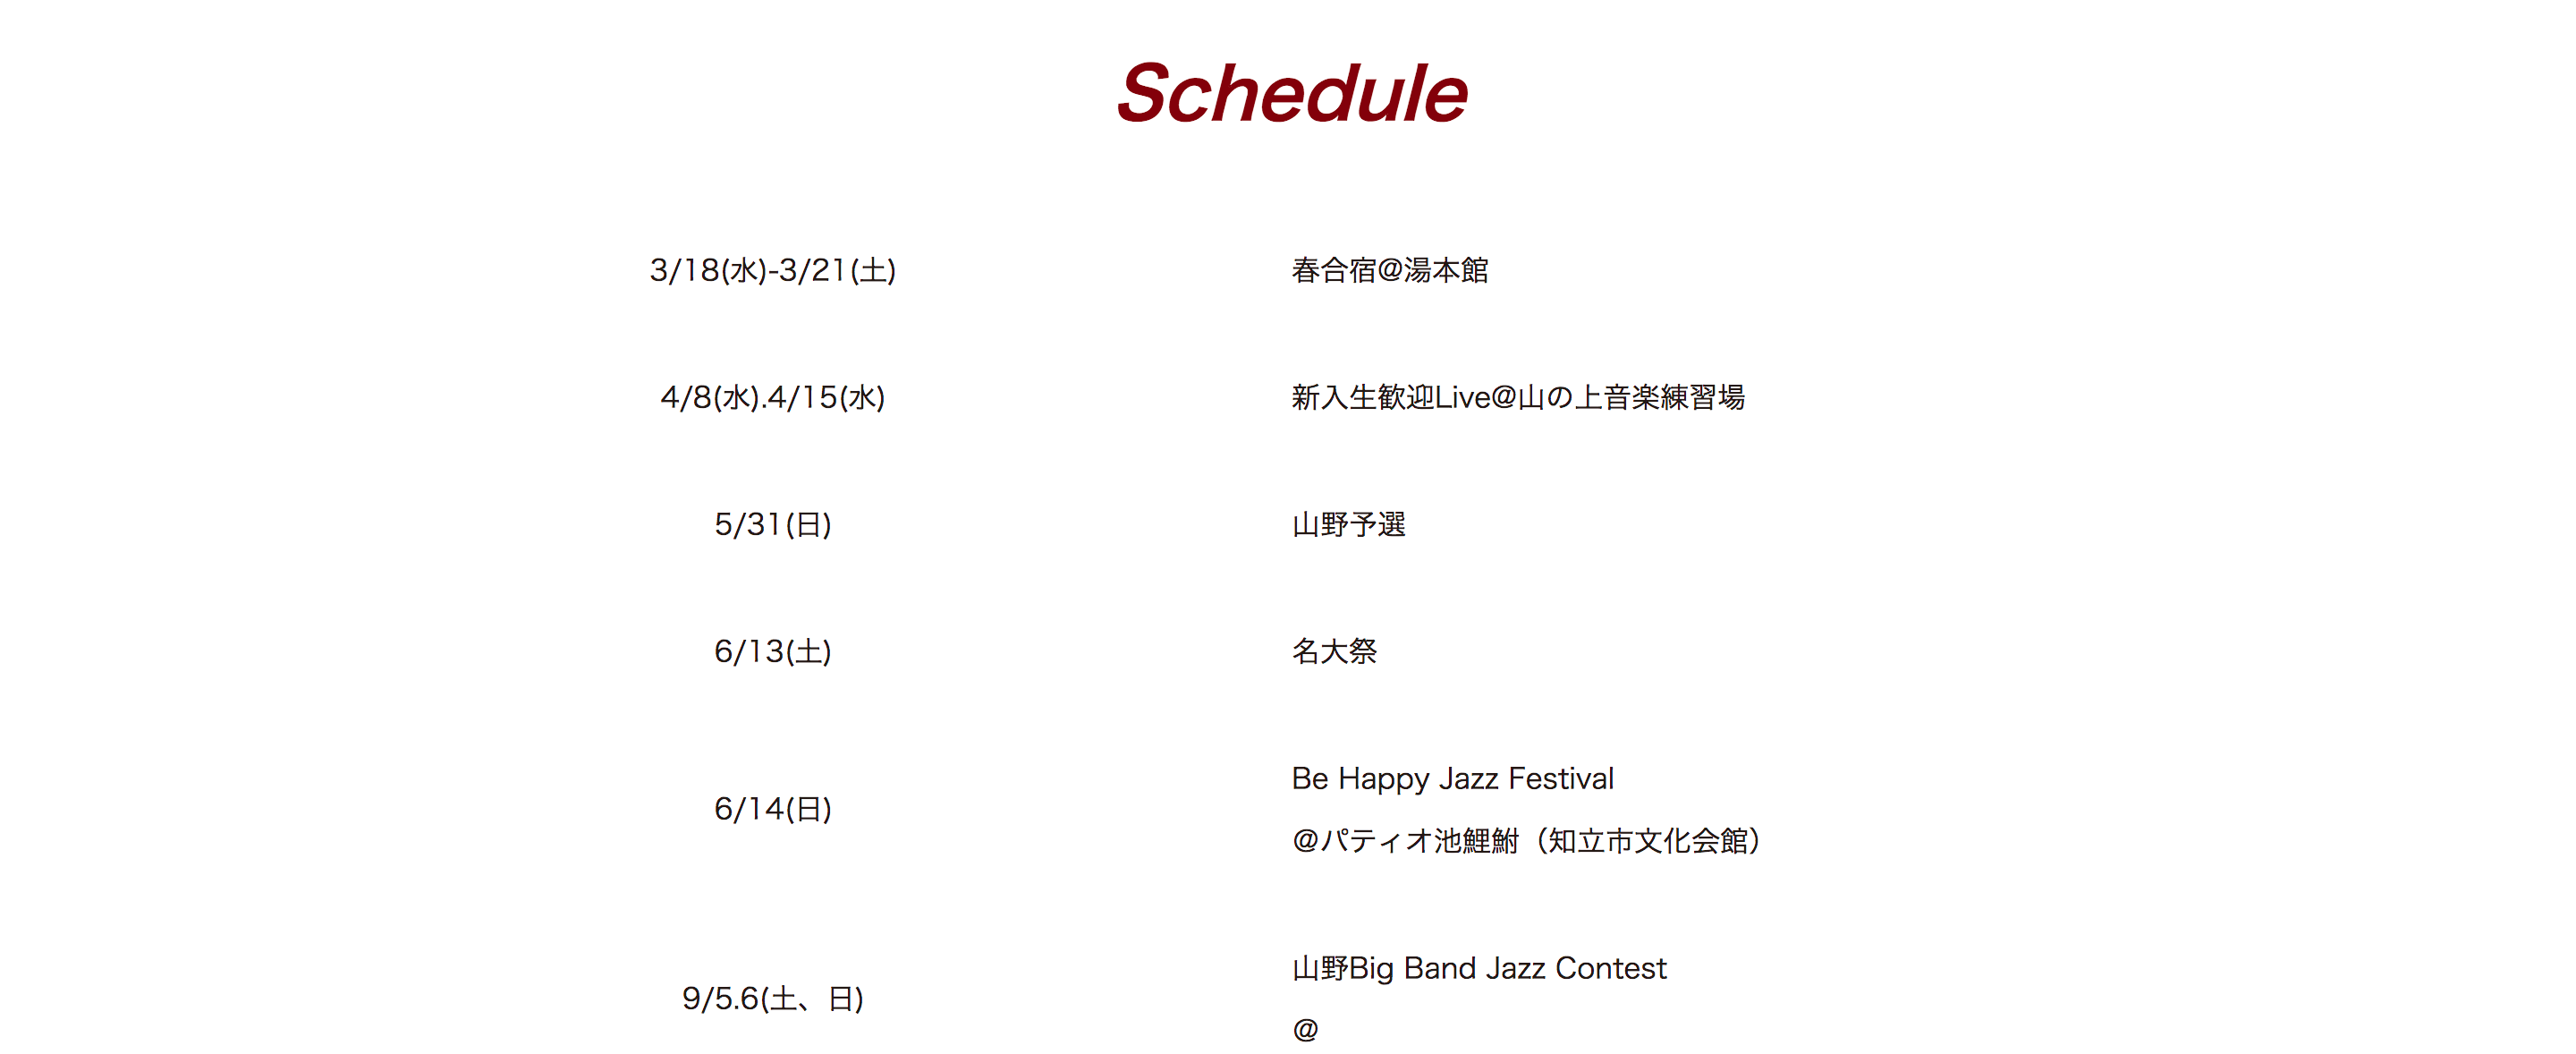 Schedule
3/18(水)-3/21(土)
春合宿@湯本館
4/8(水).4/15(水)
新入生歓迎Live@山の上音楽練習場
5/31(日)
山野予選
6/13(土)
名大祭
6/14(日)
Be Happy Jazz Festival
@パティオ池鯉鮒（知立市文化会館）
9/5.6(土、日)
山野Big Band Jazz Contest
@